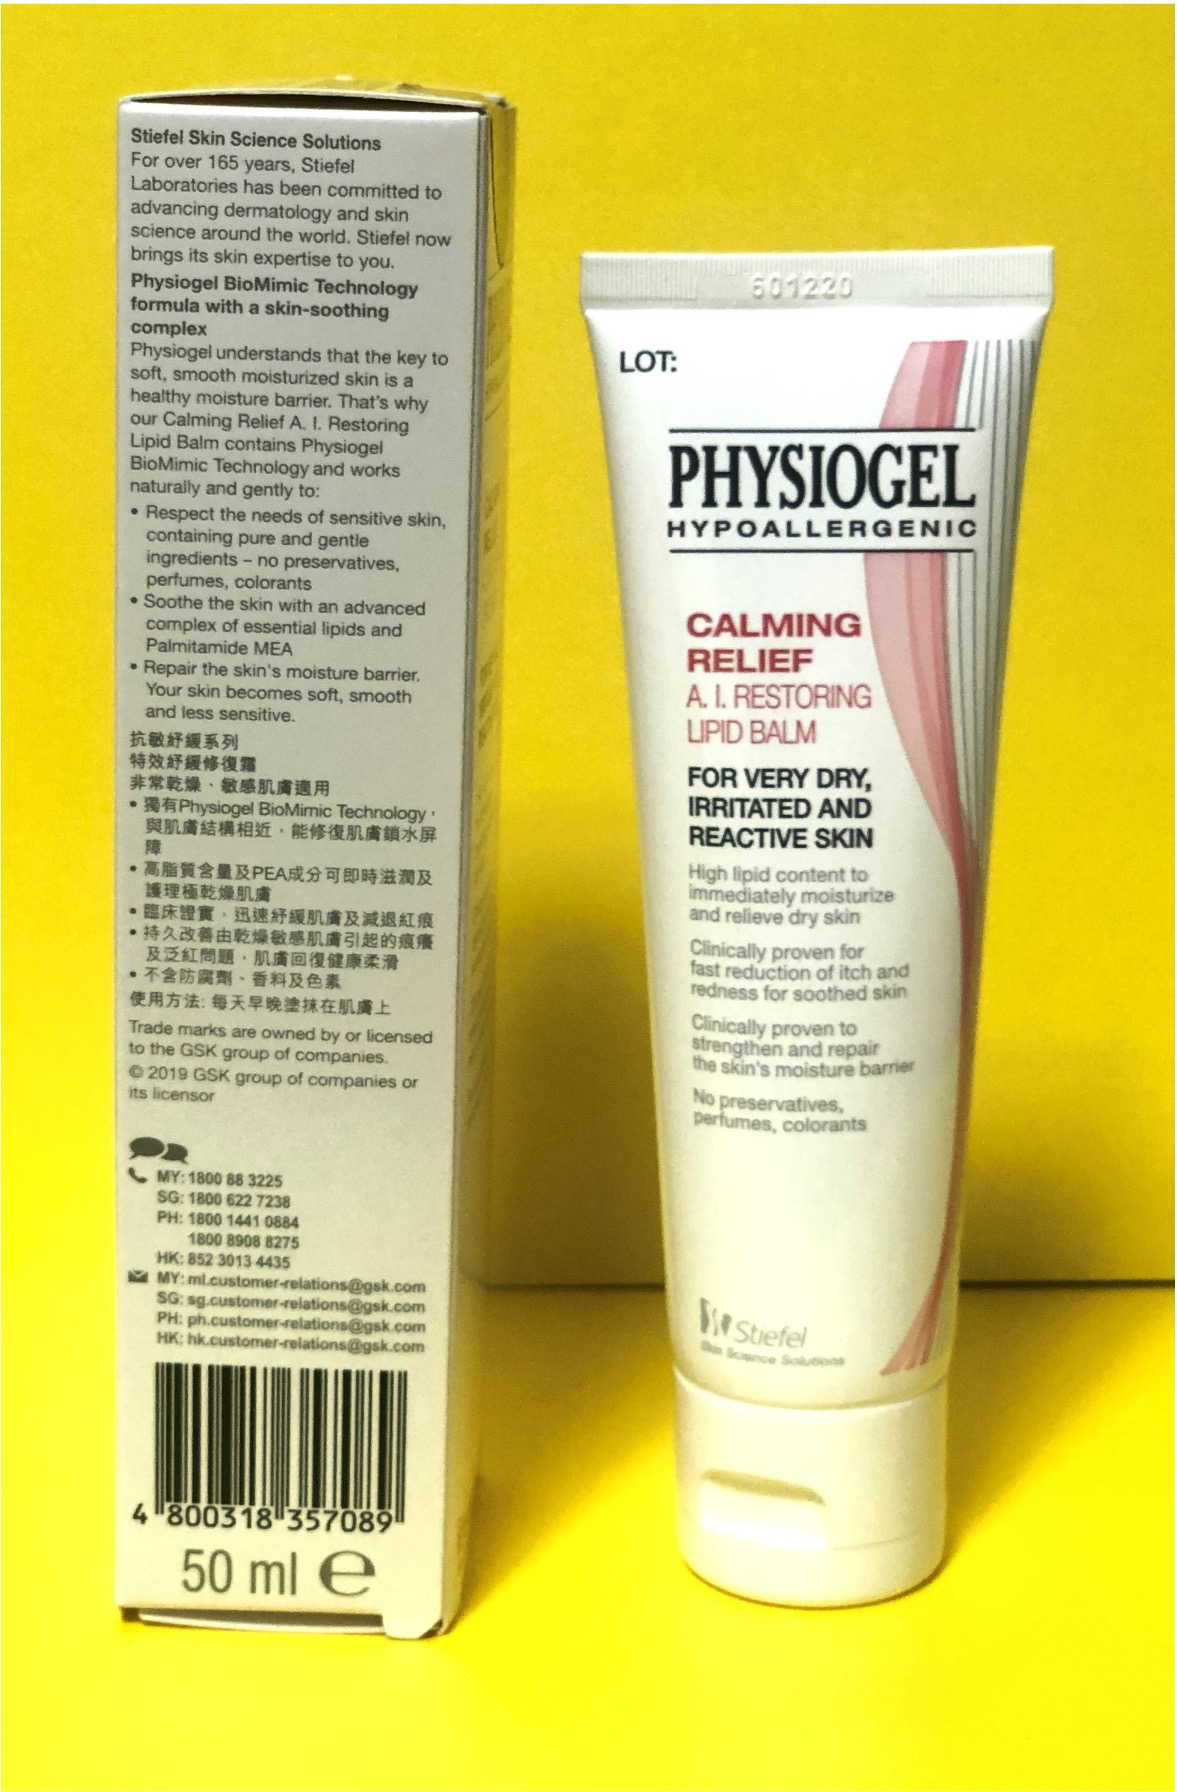 Stiefel Skin Science Solutions
For over 165 years, Stiefel
Laboratories has been committed to
advancing dermatology and skin
science around the world. Stiefel now
brings its skin expertise to you.
Physiogel BioMimic Technology
formula with a skin-soothing
complex
Physiogel understands that the key to
soft, smooth moisturized skin is a
healthy moisture barrier. That's why
our Calming Relief A. I. Restoring
Lipid Balm contains Physiogel
BioMimic Technology and works
naturally and gently to:
• Respect the needs of sensitive skin,
containing pure and gentle
ingredients – no preservatives,
perfumes, colorants
• Soothe the skin with an advanced
complex of essential lipids and
Palmitamide MEA
• Repair the skin's moisture barrier.
Your skin becomes soft, smooth
and less sensitive.
抗敏紓緩系列
特效紓緩修復霜
非常乾燥、敏感肌膚適用
• 獨有Physiogel BioMimic Technology，
與肌膚結構相近，能修復肌膚鎖水屏
障
• 高脂質含量及PEA成分可即時滋潤及
護理極乾燥肌膚
• 臨床證實，迅速紓緩肌膚及減退紅痕
• 持久改善由乾燥敏感肌膚引起的痕癢
及泛紅問題，肌膚回復健康柔滑
• 不含防腐劑、香料及色素
使用方法: 每天早晚塗抹在肌膚上
Trade marks are owned by or licensed
to the GSK group of companies.
© 2019 GSK group of companies or
its licensor
MY: 1800 88 3225
SG: 1800 622 7238
PH: 1800 1441 0884
1800 8908 8275
HK: 852 3013 4435
MY: ml.customer-relations@gsk.com
SG: sg.customer-relations@gsk.com
PH: ph.customer-relations@gsk.com
HK: hk.customer-relations@gsk.com
4 800318 357089
50 ml e
601220
LOT:
PHYSIOGEL
HYPOALLERGENIC
CALMING
RELIEF
A. I. RESTORING
LIPID BALM
FOR VERY DRY,
IRRITATED AND
REACTIVE SKIN
High lipid content to
immediately moisturize
and relieve dry skin
Clinically proven for
fast reduction of itch and
redness for soothed skin
Clinically proven to
strengthen and repair
the skin's moisture barrier
No preservatives,
perfumes, colorants
Stiefel
Skin Science Solutions